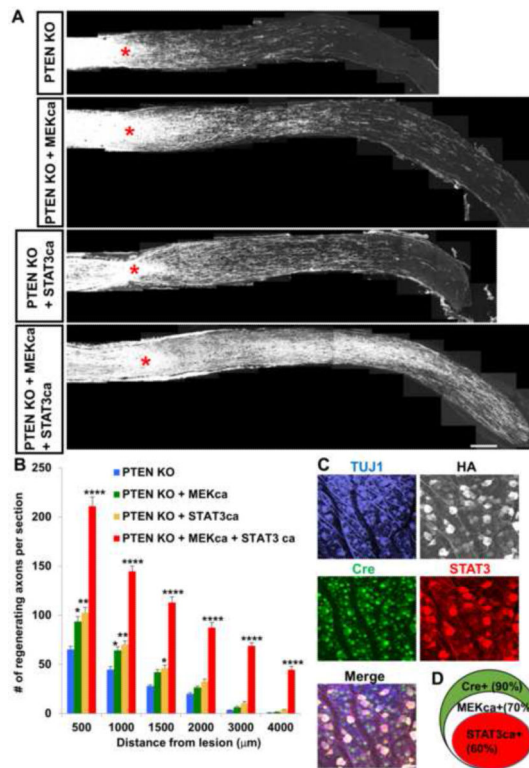 A
PTEN KO
PTEN KO + MEKca
PTEN KO
+ STAT3ca
PTEN KO + MEKca
+ STAT3ca
B
# of regenerating axons per section
250
200
150
100
50
0
PTEN KO
PTEN KO + MEKca
PTEN KO + STAT3ca
PTEN KO + MEKca + STAT3 ca
* ** ****
* ** ****
* ****
****
****
****
500 1000 1500 2000 3000 4000
Distance from lesion (μm)
C
TUJ1 HA
Cre STAT3
Merge
D
Cre+ (90%)
MEKca+(70%
STAT3ca+
(60%)